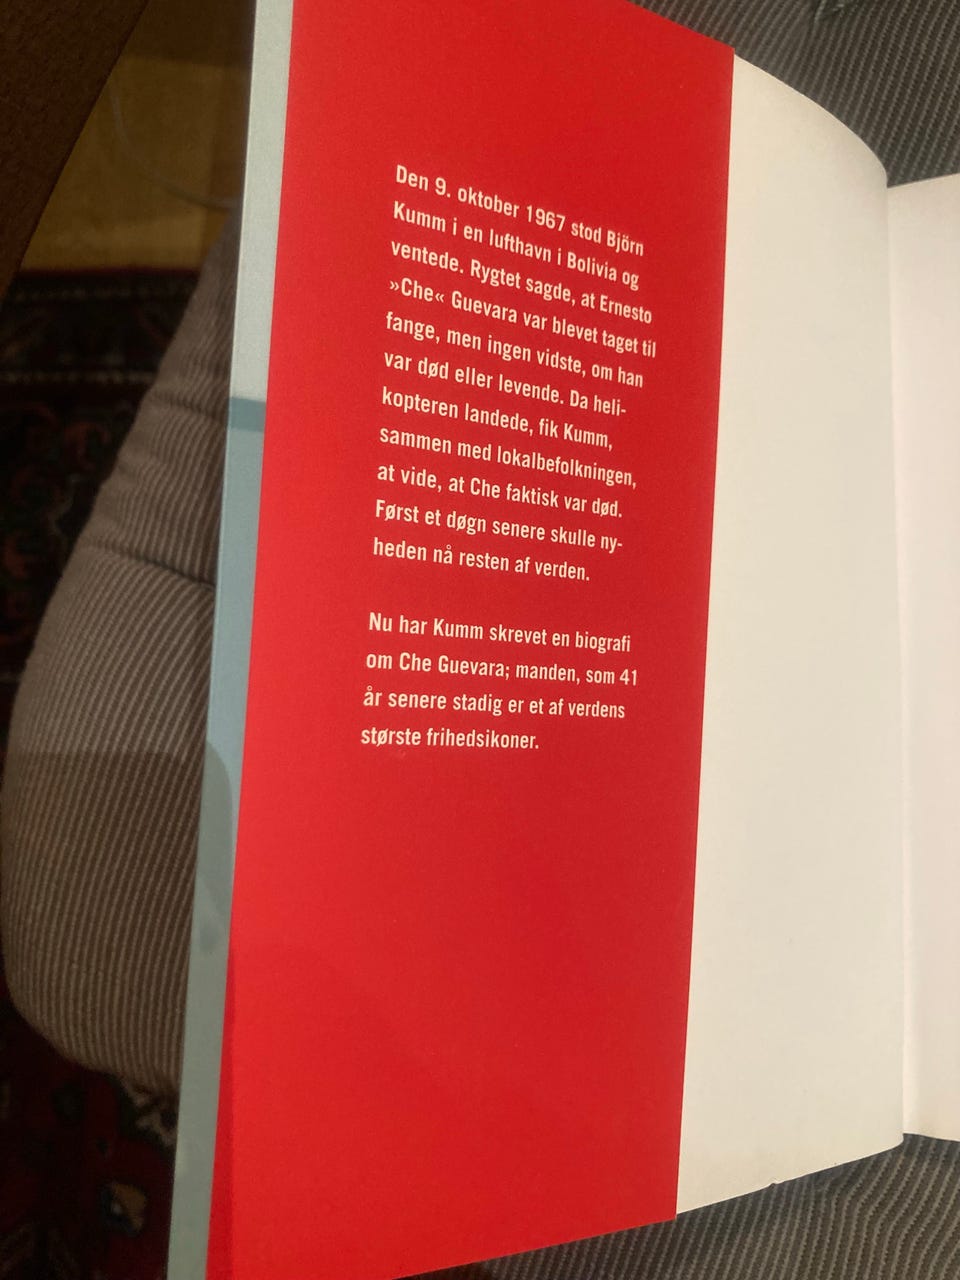 Den 9. oktober 1967 stod Björn
Kumm i en lufthavn i Bolivia og
ventede. Rygtet sagde, at Ernesto
»Che« Guevara var blevet taget til
fange, men ingen vidste, om han
var død eller levende. Da heli-
kopteren landede, fik Kumm,
sammen med lokalbefolkningen,
at vide, at Che faktisk var død.
Først et døgn senere skulle ny-
heden nå resten af verden.
Nu har Kumm skrevet en biografi
om Che Guevara; manden, som 41
år senere stadig er et af verdens
største frihedsikoner.